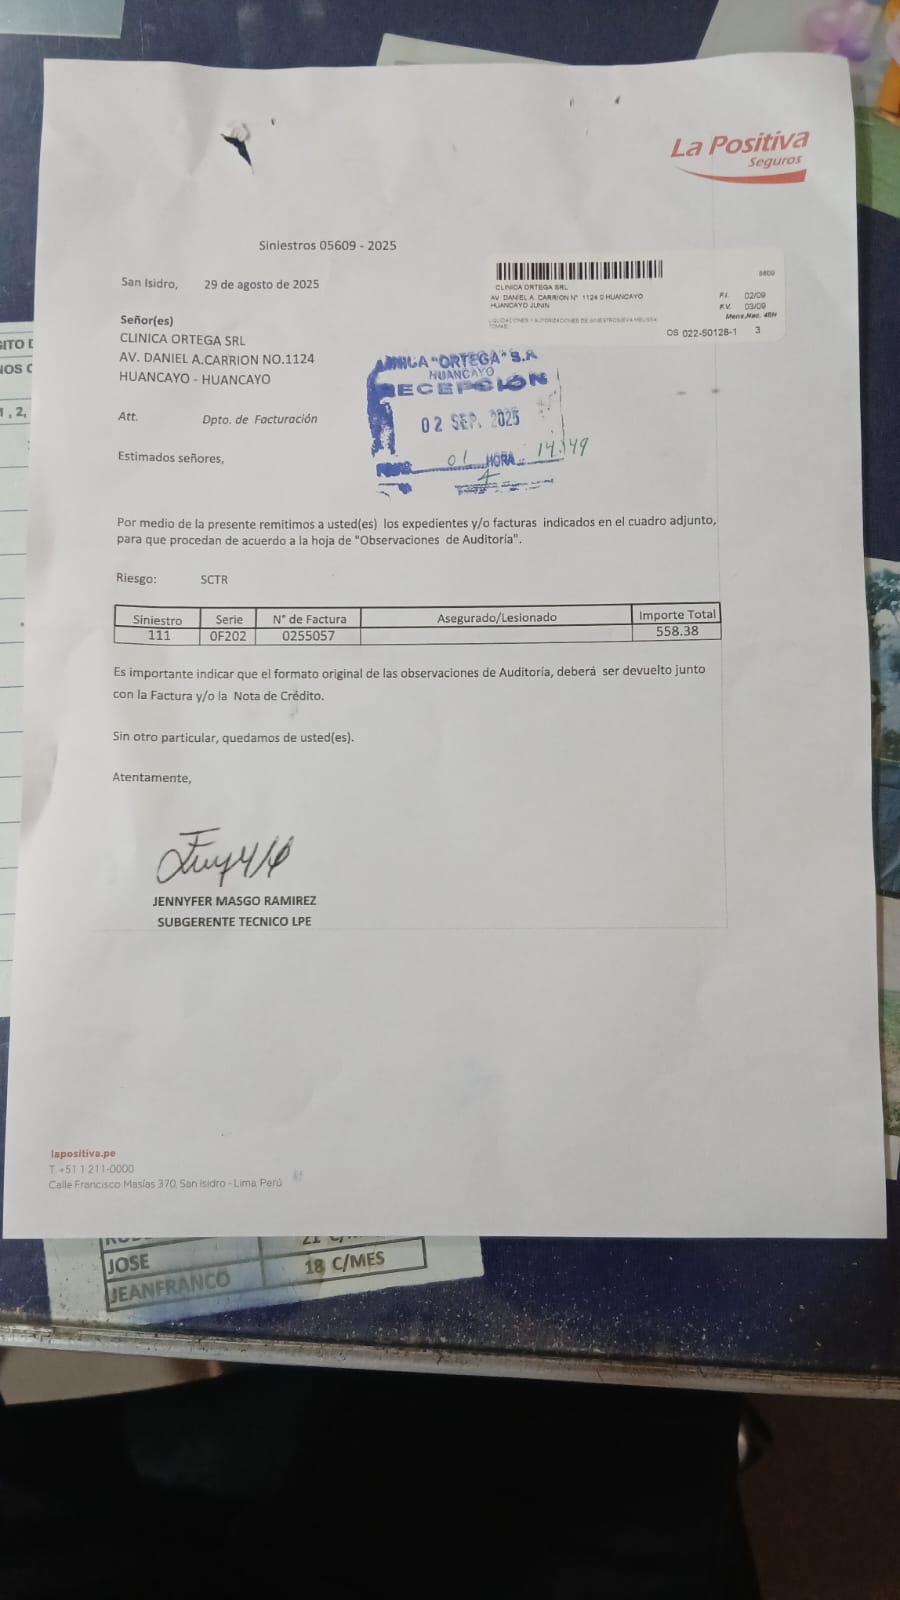 La Positiva
Seguros
Siniestros 05609 - 2025
San Isidro, 29 de agosto de 2025
Señor(es)
CLINICA ORTEGA SRL
AV. DANIEL A.CARRION NO.1124
HUANCAYO - HUANCAYO
Att. Dpto. de Facturación
Estimados señores,
5609
CLINICA ORTEGA SRL
AV DANIEL A. CARRION N° 1124 0 HUANCAYO
HUANCAYO JUNIN
F.I. 02/09
F.V. 03/09
OS 022-50128-1 3
"ORTEGA" S.R
HUANCAYO
RECEPCIÓN
02 SEP. 2025
01 HORA 14:49
Por medio de la presente remitimos a usted(es) los expedientes y/o facturas indicados en el cuadro adjunto,
para que procedan de acuerdo a la hoja de "Observaciones de Auditoría".
Riesgo: SCTR
Siniestro Serie N° de Factura Asegurado/Lesionado Importe Total
111 0F202 0255057 558.38
Es importante indicar que el formato original de las observaciones de Auditoría, deberá ser devuelto junto
con la Factura y/o la Nota de Crédito.
Sin otro particular, quedamos de usted(es).
Atentamente,
JENNYFER MASGO RAMIREZ
SUBGERENTE TECNICO LPE
lapositiva.pe
T. +51 1 211-0000
Calle Francisco Masías 370, San Isidro - Lima, Perú
JOSE 18 C/MES
JEANFRANCO